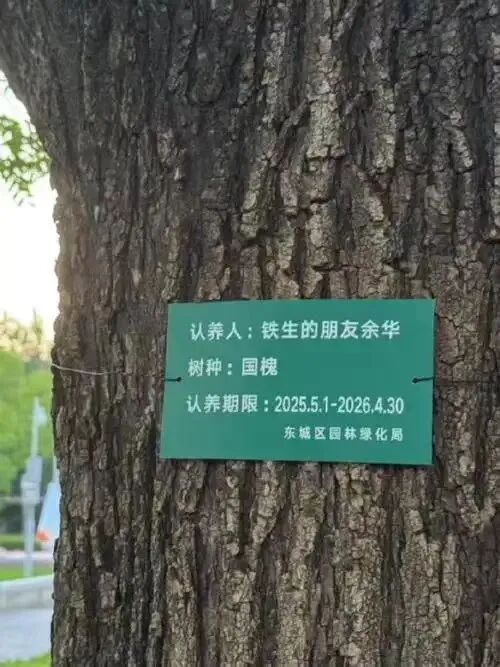 认养人：铁生的朋友余华
树种：国槐
认养期限：2025.5.1-2026.4.30
东城区园林绿化局